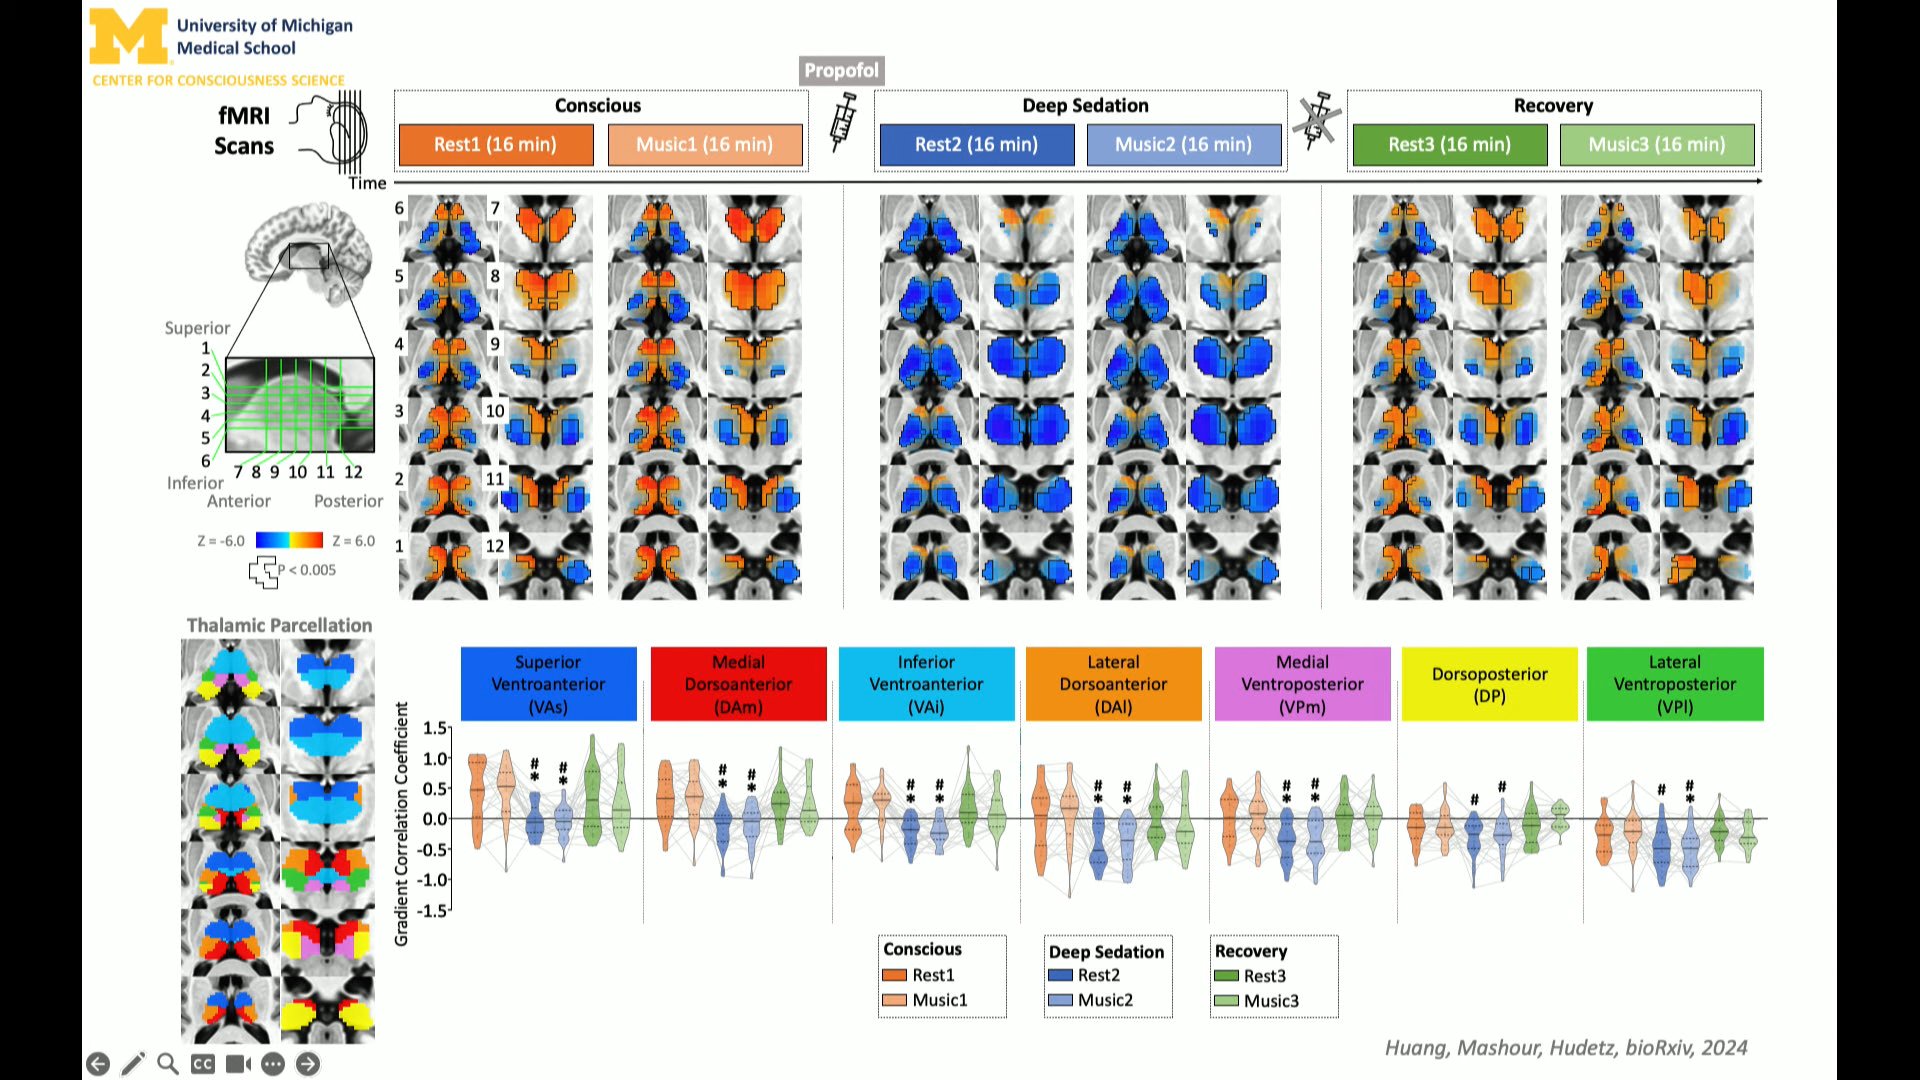 University of Michigan
Medical School
CENTER FOR CONSCIOUSNESS SCIENCE
Propofol
fMRI
Scans
Conscious
Deep Sedation
Recovery
Rest1 (16 min)
Music1 (16 min)
Rest2 (16 min)
Music2 (16 min)
Rest3 (16 min)
Music3 (16 min)
Time
6
7
5
8
4
9
3
10
2
11
1
12
Superior
1
2
3
4
5
6
7 8 9 10 11 12
Inferior
Anterior
Posterior
Z = -6.0
Z = 6.0
P < 0.005
Thalamic Parcellation
Superior
Ventroanterior
(VAs)
Medial
Dorsoanterior
(DAm)
Inferior
Ventroanterior
(VAi)
Lateral
Dorsoanterior
(DAl)
Medial
Ventroposterior
(VPm)
Dorsoposterior
(DP)
Lateral
Ventroposterior
(VPl)
Gradient Correlation Coefficient
1.5
1.0
0.5
0.0
-0.5
-1.0
-1.5
# #
* *
# #
* *
# #
* *
# #
* *
# #
* *
# #
# #
*
Conscious
Rest1
Music1
Deep Sedation
Rest2
Music2
Recovery
Rest3
Music3
Huang, Mashour, Hudetz, bioRxiv, 2024
CC